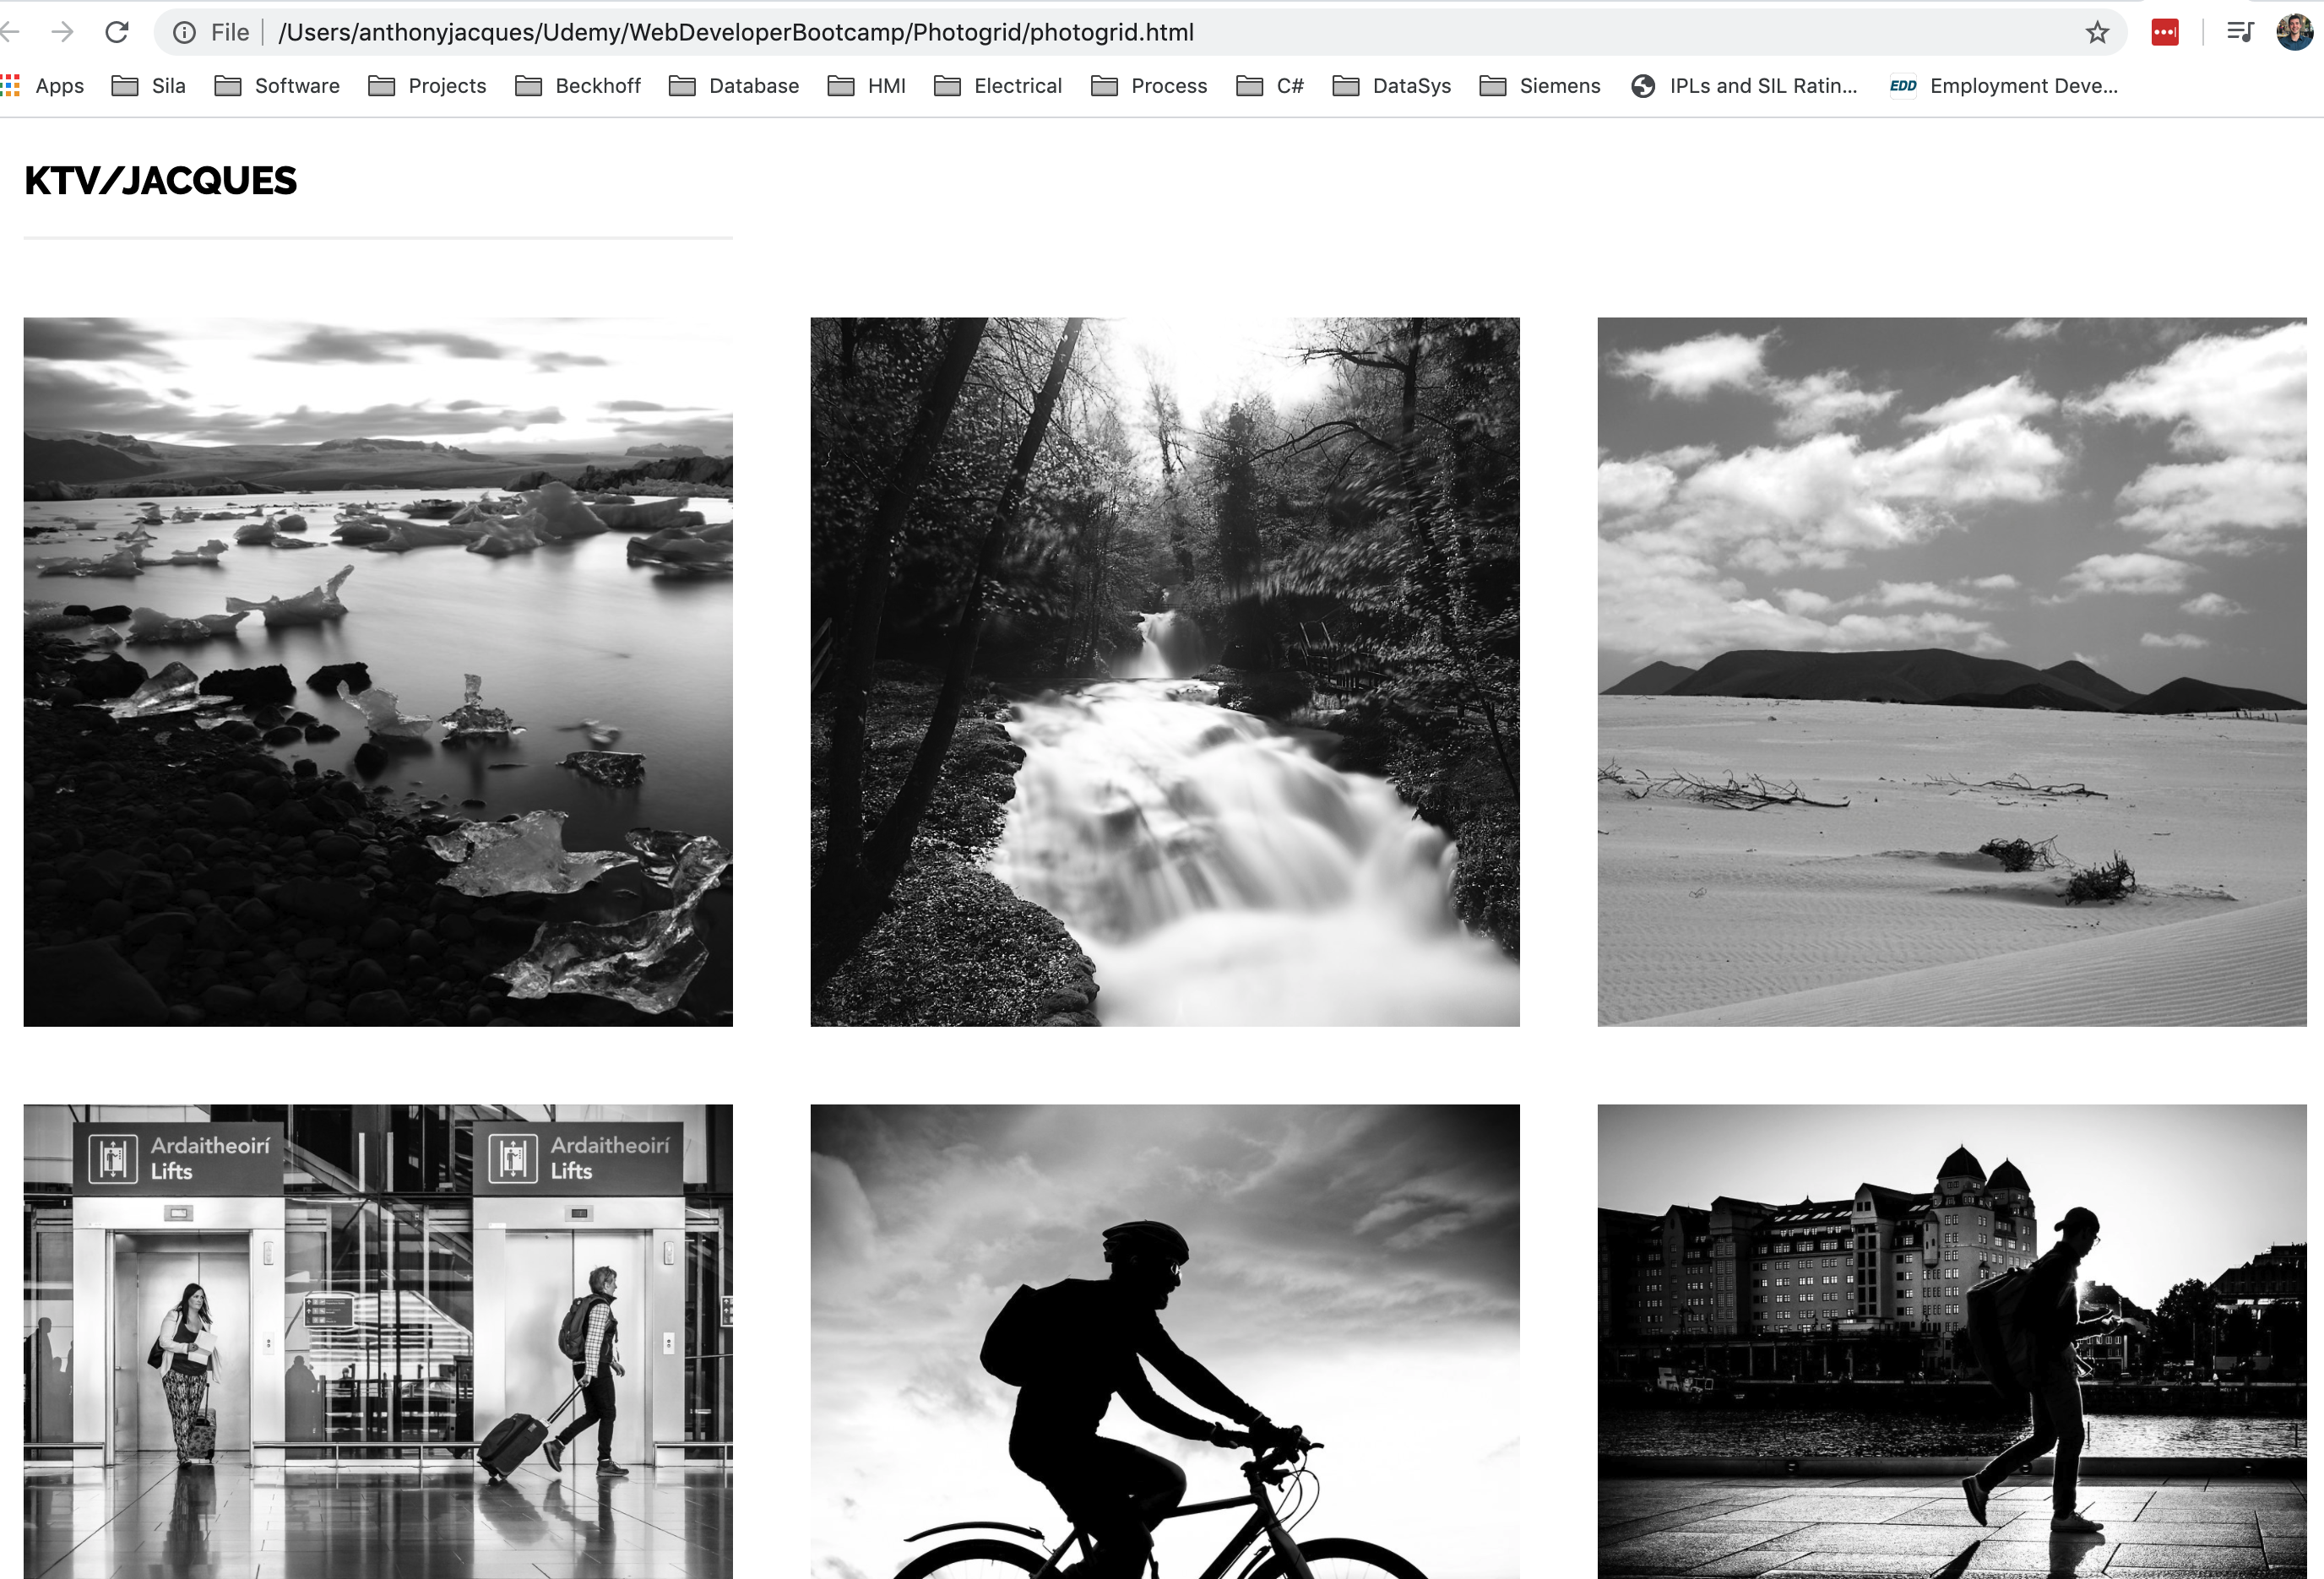 File /Users/anthonyjacques/Udemy/WebDeveloperBootcamp/Photogrid/photogrid.html
Apps Sila Software Projects Beckhoff Database HMI Electrical Process C# DataSys Siemens IPLs and SIL Ratin... EDD Employment Deve...
KTV/JACQUES
Ardaitheoirí
Lifts
Ardaitheoirí
Lifts